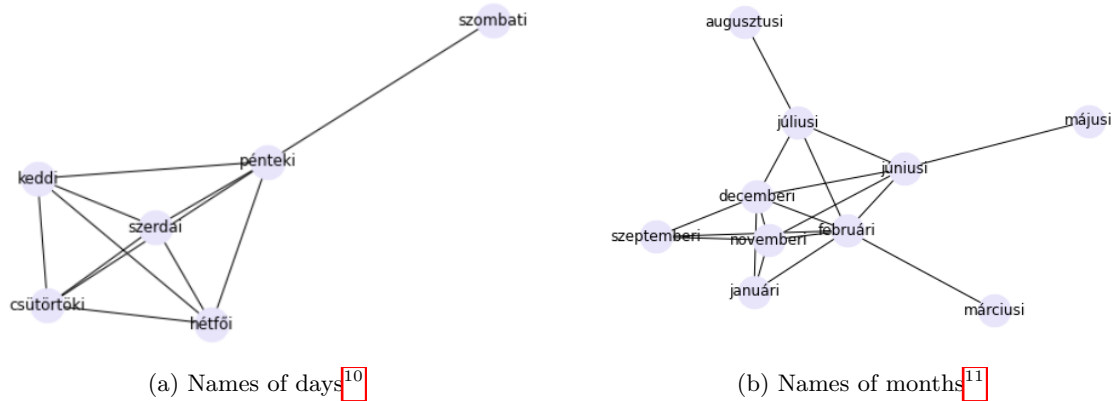 szombati
pénteki
keddi
szerdai
csütörtöki
hétfői
(a) Names of days10
augusztusi
májusi
júliusi
júniusi
decemberi
februári
szeptemberi
novemberi
januári
márciusi
(b) Names of months11